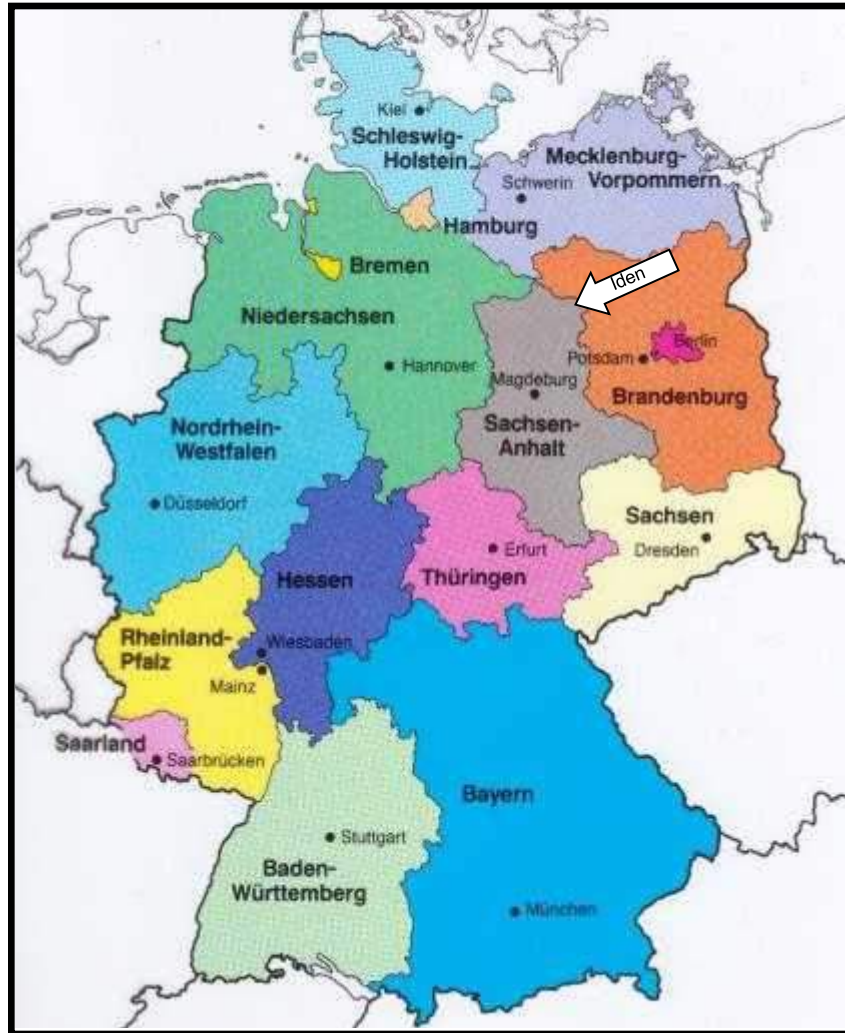 Kiel
Schleswig-
Holstein
Mecklenburg-
Vorpommern
Schwerin
Hamburg
Bremen
Iden
Niedersachsen
Berlin
Potsdam
Hannover
Magdeburg
Brandenburg
Sachsen-
Anhalt
Nordrhein-
Westfalen
Düsseldorf
Sachsen
Dresden
Erfurt
Thüringen
Hessen
Rheinland-
Pfalz
Wiesbaden
Mainz
Saarland
Saarbrücken
Bayern
Stuttgart
Baden-
Württemberg
München